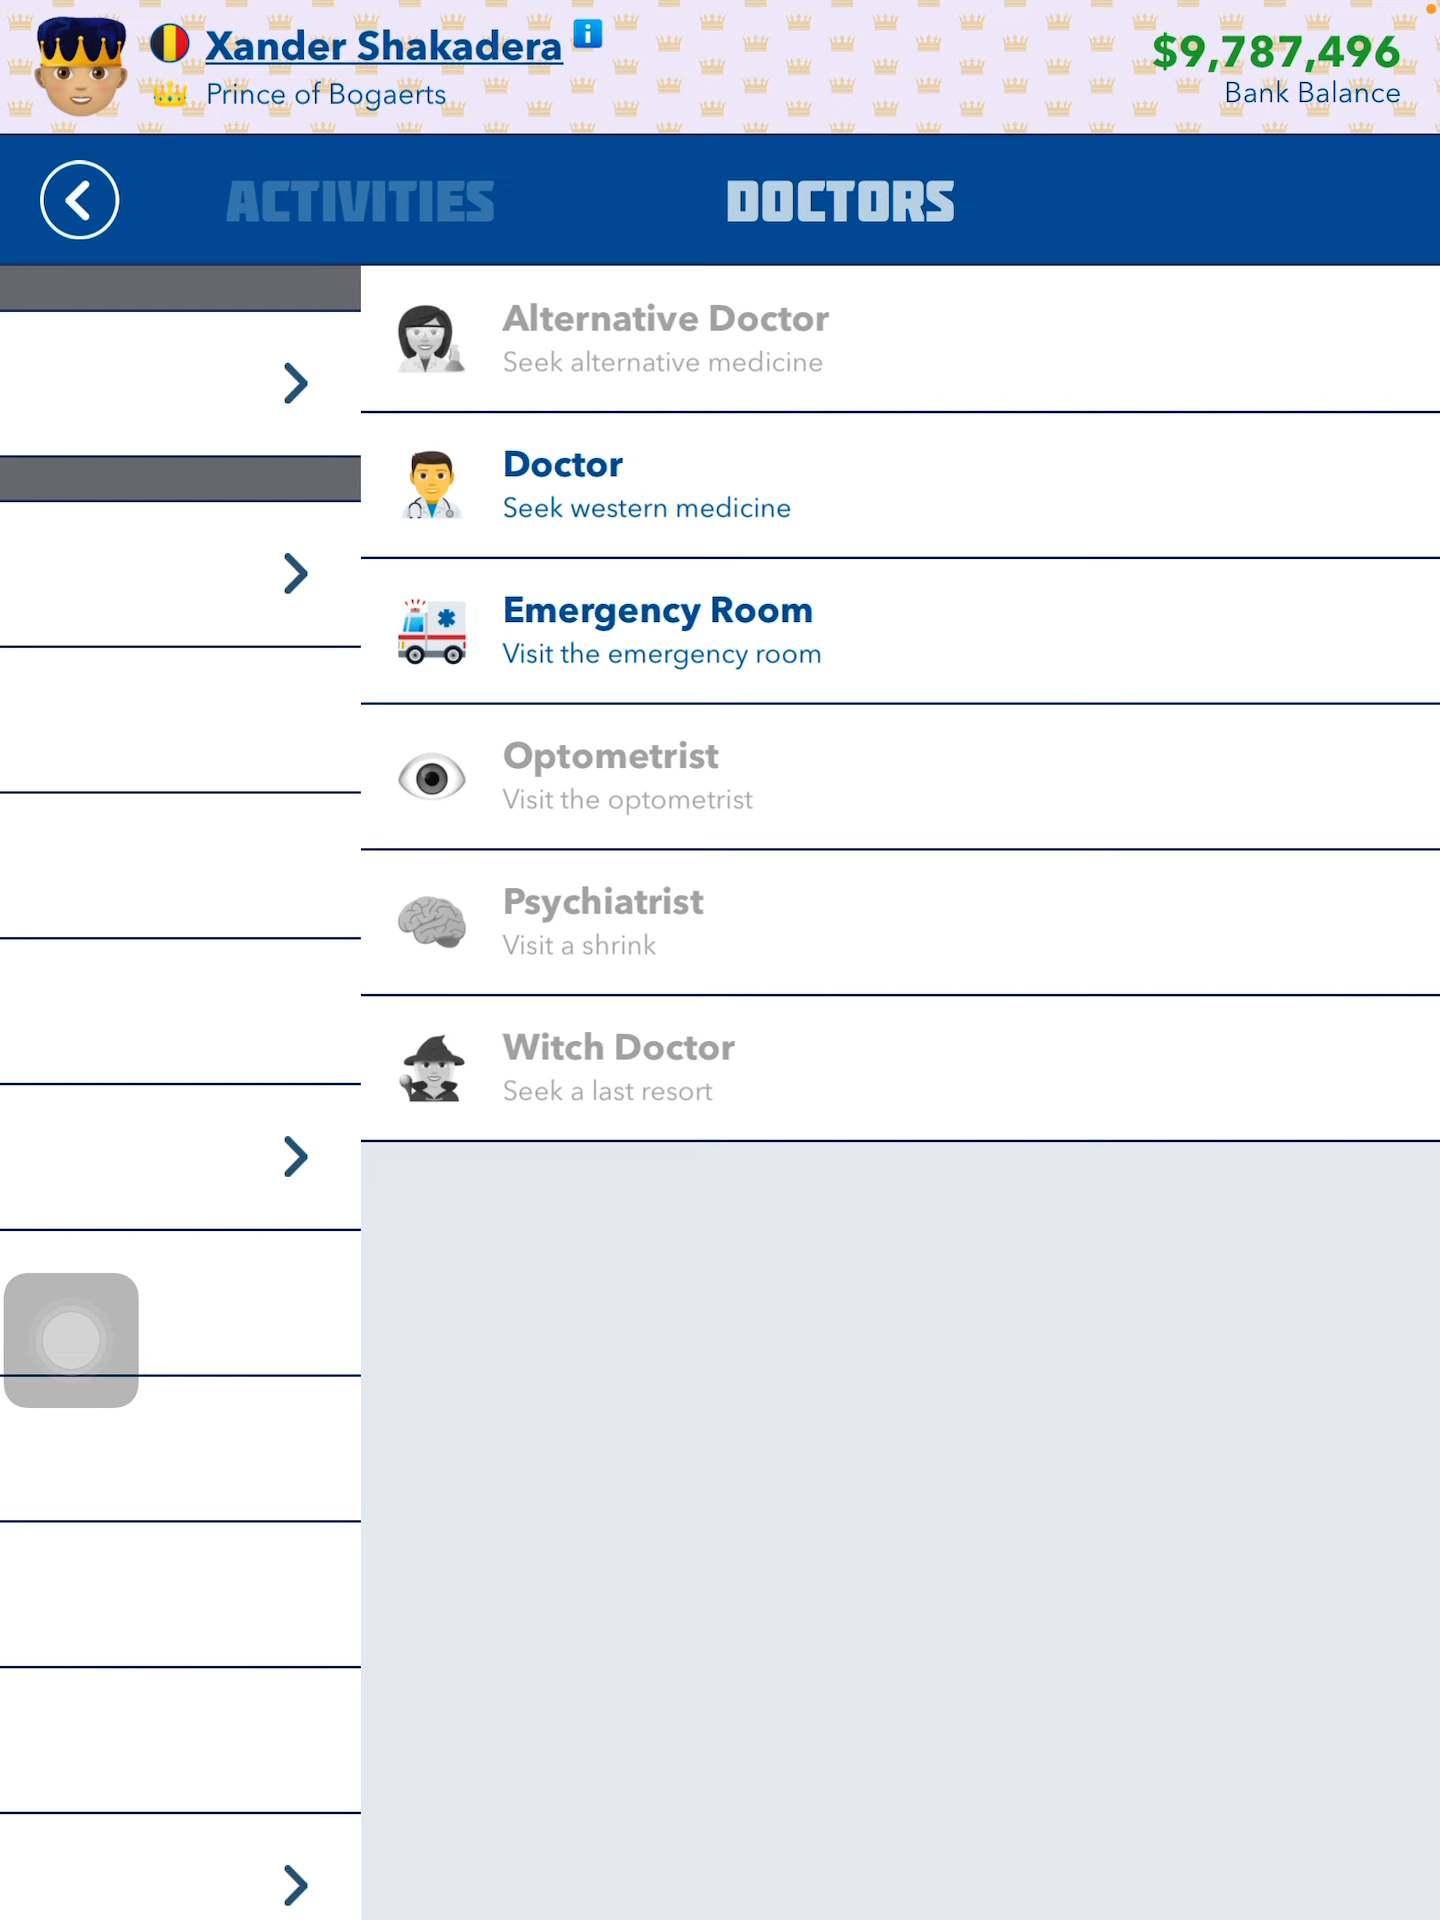 Xander Shakadera
Prince of Bogaerts
$9,787,496
Bank Balance
ACTIVITIES
DOCTORS
Alternative Doctor
Seek alternative medicine
Doctor
Seek western medicine
Emergency Room
Visit the emergency room
Optometrist
Visit the optometrist
Psychiatrist
Visit a shrink
Witch Doctor
Seek a last resort